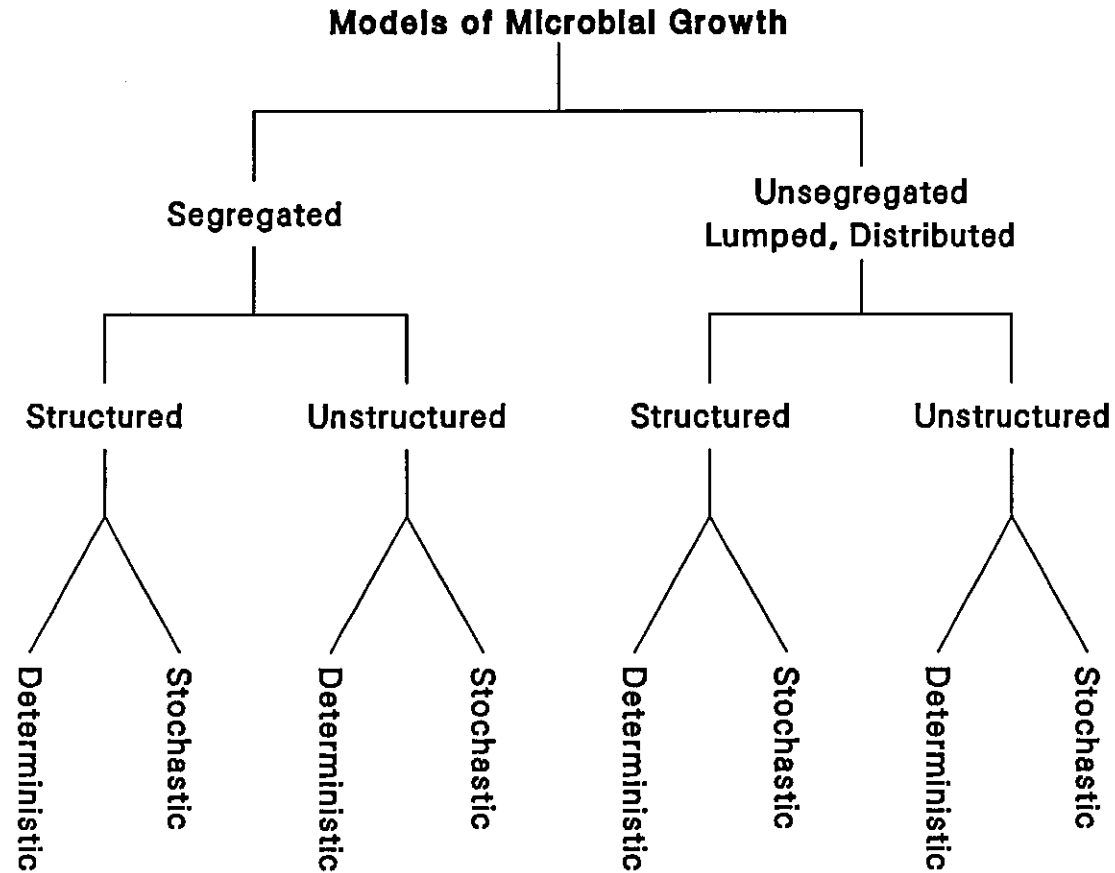 Models of Microbial Growth
Segregated
Unsegregated
Lumped, Distributed
Structured
Unstructured
Structured
Unstructured
Deterministic
Stochastic
Deterministic
Stochastic
Deterministic
Stochastic
Deterministic
Stochastic